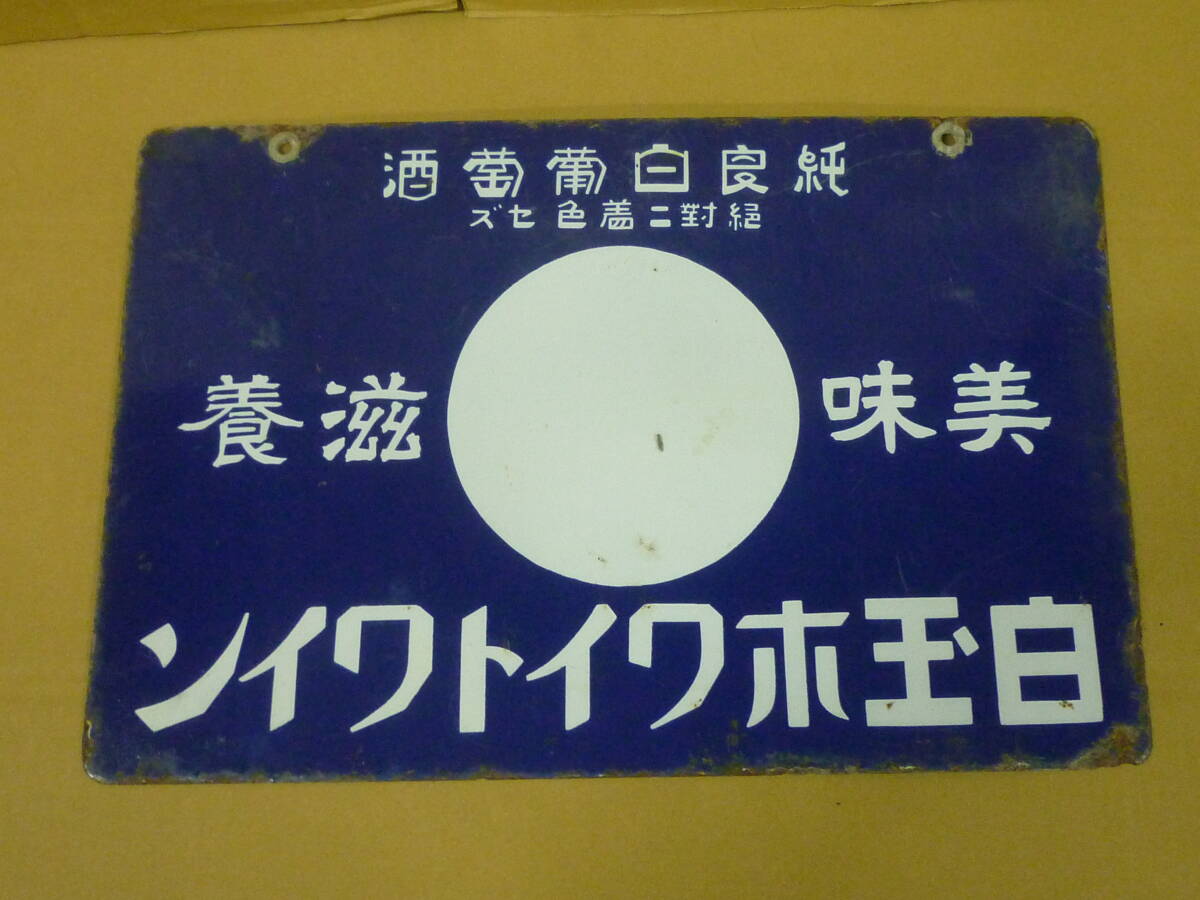 純良白葡萄酒
絕對ニ着色セズ
美味
滋養
白玉ホワイトワイン